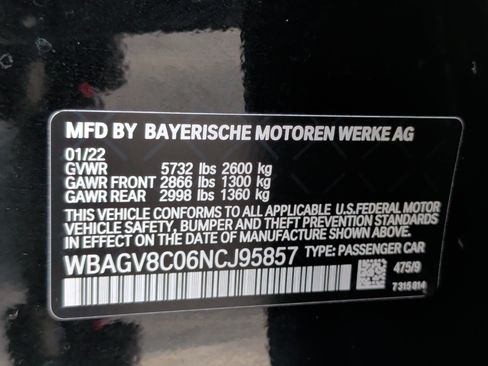 MFD BY BAYERISCHE MOTOREN WERKE AG
01/22
GVWR 5732 lbs 2600 kg
GAWR FRONT 2866 lbs 1300 kg
GAWR REAR 2998 lbs 1360 kg
THIS VEHICLE CONFORMS TO ALL APPLICABLE U.S.FEDERAL MOTOR
VEHICLE SAFETY, BUMPER AND THEFT PREVENTION STANDARDS
IN EFFECT ON THE DATE OF MANUFACTURE SHOWN ABOVE.
WBAGV8C06NCJ95857 TYPE: PASSENGER CAR
475/9
7315814